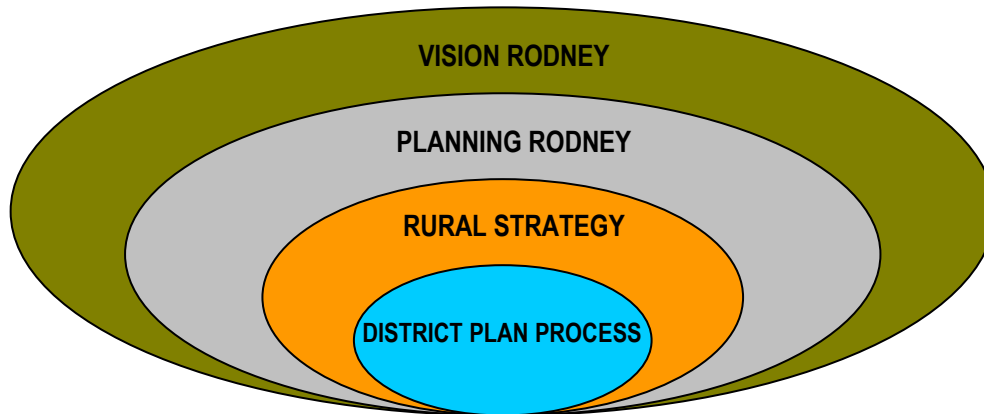 VISION RODNEY
PLANNING RODNEY
RURAL STRATEGY
DISTRICT PLAN PROCESS